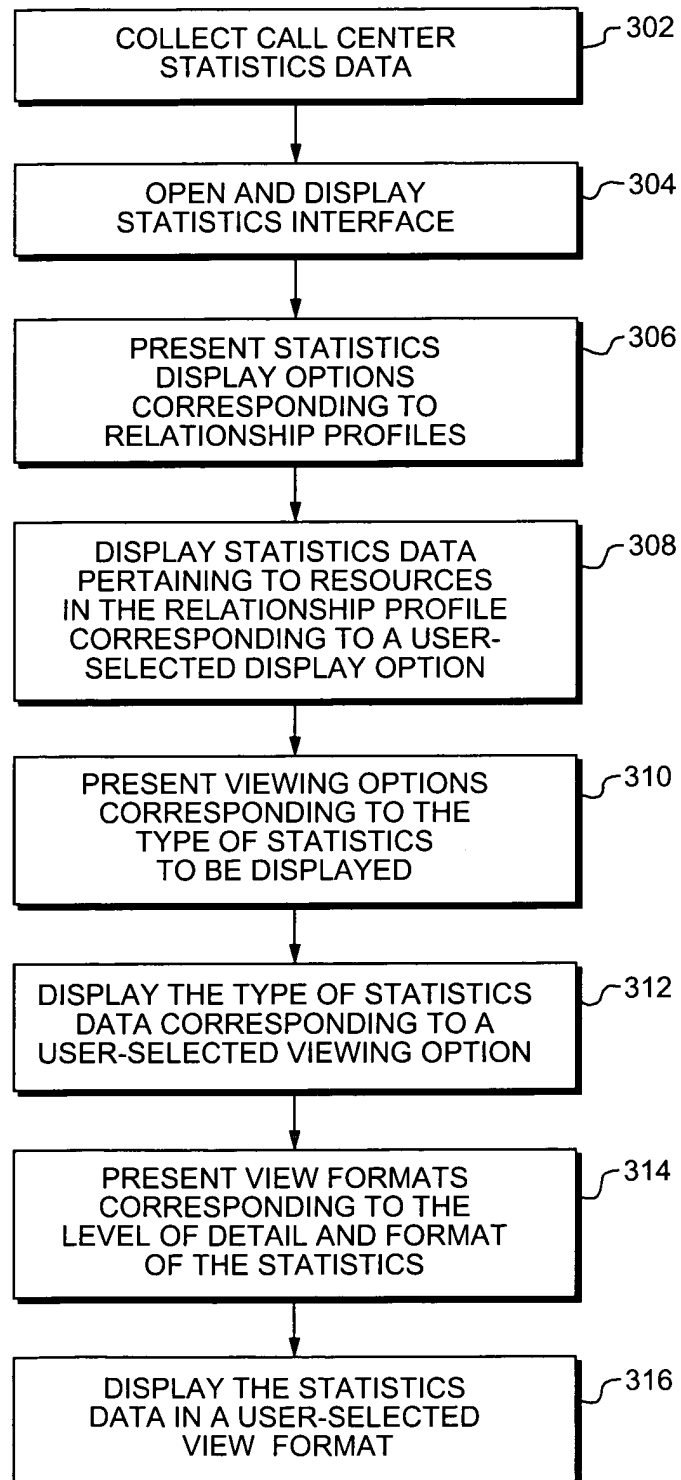 COLLECT CALL CENTER
STATISTICS DATA
302
OPEN AND DISPLAY
STATISTICS INTERFACE
304
PRESENT STATISTICS
DISPLAY OPTIONS
CORRESPONDING TO
RELATIONSHIP PROFILES
306
DISPLAY STATISTICS DATA
PERTAINING TO RESOURCES
IN THE RELATIONSHIP PROFILE
CORRESPONDING TO A USER-
SELECTED DISPLAY OPTION
308
PRESENT VIEWING OPTIONS
CORRESPONDING TO THE
TYPE OF STATISTICS
TO BE DISPLAYED
310
DISPLAY THE TYPE OF STATISTICS
DATA CORRESPONDING TO A
USER-SELECTED VIEWING OPTION
312
PRESENT VIEW FORMATS
CORRESPONDING TO THE
LEVEL OF DETAIL AND FORMAT
OF THE STATISTICS
314
DISPLAY THE STATISTICS
DATA IN A USER-SELECTED
VIEW FORMAT
316